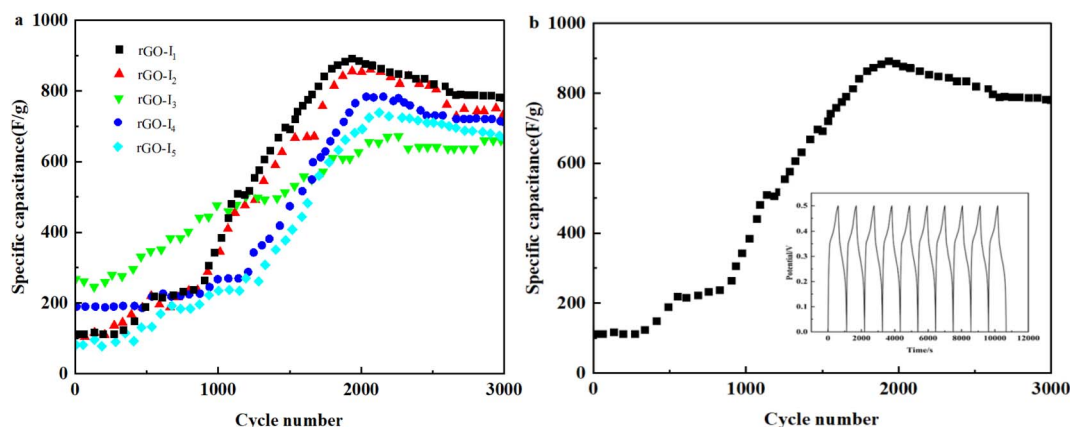 a
1000
800
600
400
200
0
Specific capacitance(F/g)
rGO-I1
rGO-I2
rGO-I3
rGO-I4
rGO-I5
0
1000
2000
3000
Cycle number
b
1000
800
600
400
200
0
Specific capacitance(F/g)
0.5
0.4
0.3
0.2
0.1
0.0
Potential/V
0
2000
4000
6000
8000
10000
12000
Time/s
0
1000
2000
3000
Cycle number